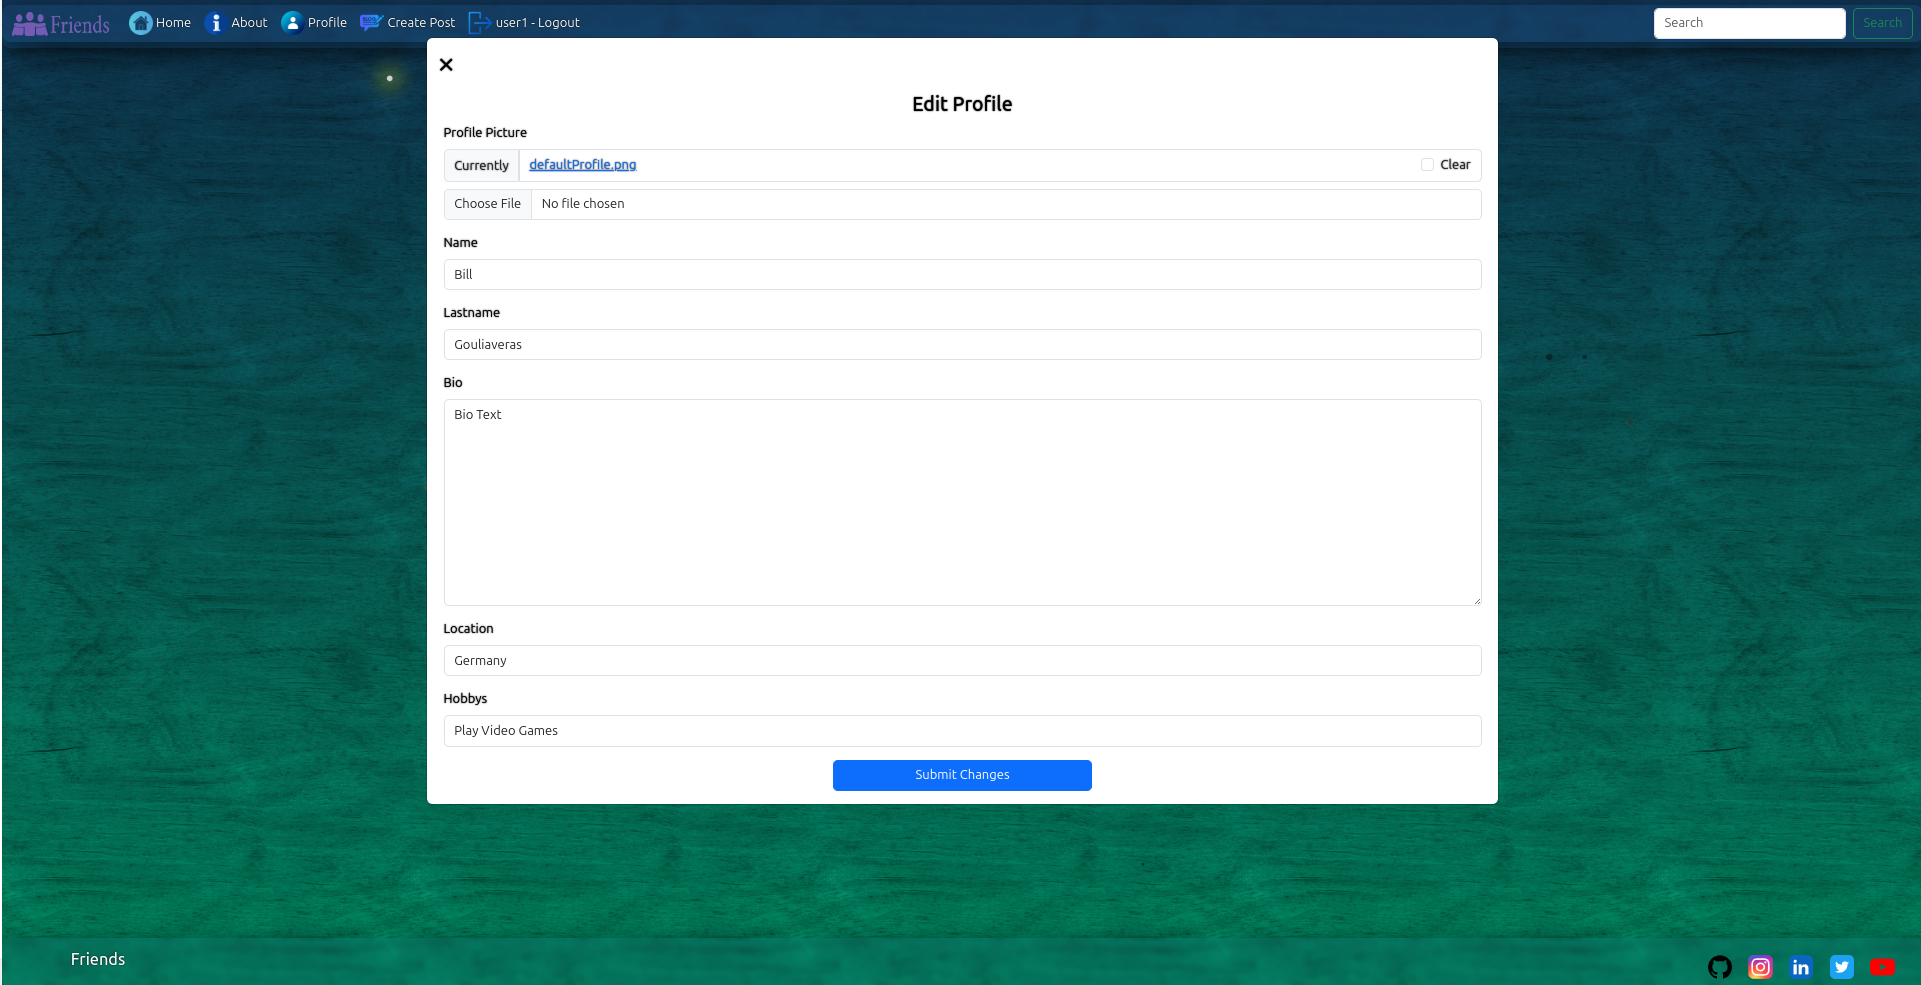 Friends Home About Profile Create Post user1 - Logout Search Search
Edit Profile
Profile Picture
Currently defaultProfile.png Clear
Choose File No file chosen
Name
Bill
Lastname
Gouliaveras
Bio
Bio Text
Location
Germany
Hobbys
Play Video Games
Submit Changes
Friends